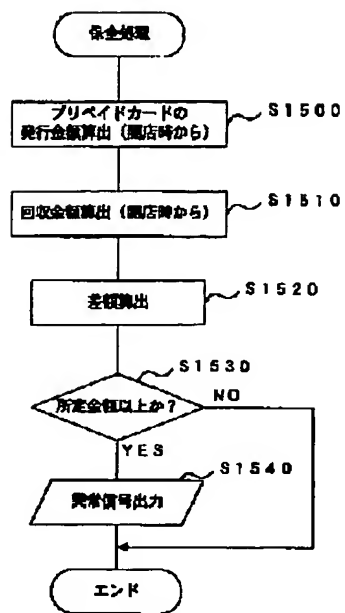 保全処理
プリペイドカードの
発行金額算出(開店時から)
S1500
回収金額算出(開店時から)
S1510
差額算出
S1520
所定金額以上か?
S1530
NO
YES
異常信号出力
S1540
エンド